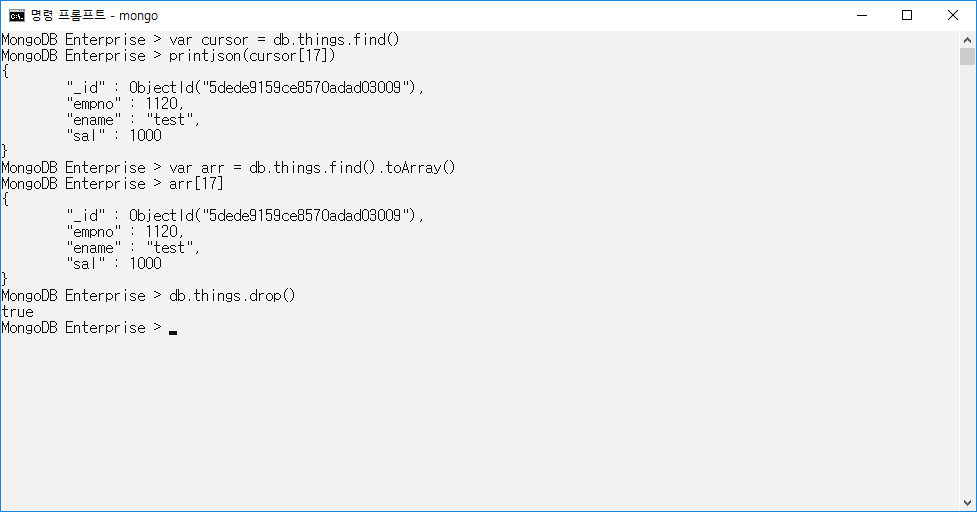 명령 프롬프트 - mongo
MongoDB Enterprise > var cursor = db.things.find()
MongoDB Enterprise > printjson(cursor[17])
{
        "_id" : ObjectId("5dede9159ce8570adad03009"),
        "empno" : 1120,
        "ename" : "test",
        "sal" : 1000
}
MongoDB Enterprise > var arr = db.things.find().toArray()
MongoDB Enterprise > arr[17]
{
        "_id" : ObjectId("5dede9159ce8570adad03009"),
        "empno" : 1120,
        "ename" : "test",
        "sal" : 1000
}
MongoDB Enterprise > db.things.drop()
true
MongoDB Enterprise >